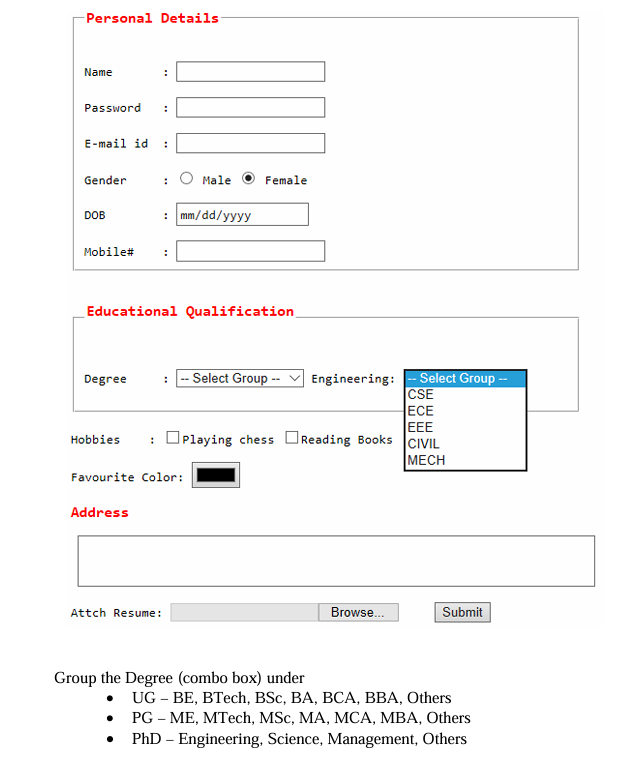 Personal Details
Name :
Password :
E-mail id :
Gender : Male Female
DOB : mm/dd/yyyy
Mobile# :
Educational Qualification
Degree : -- Select Group -- Engineering: -- Select Group --
CSE
ECE
EEE
CIVIL
MECH
Hobbies : Playing chess Reading Books
Favourite Color:
Address
Attch Resume: Browse... Submit
Group the Degree (combo box) under
• UG – BE, BTech, BSc, BA, BCA, BBA, Others
• PG – ME, MTech, MSc, MA, MCA, MBA, Others
• PhD – Engineering, Science, Management, Others